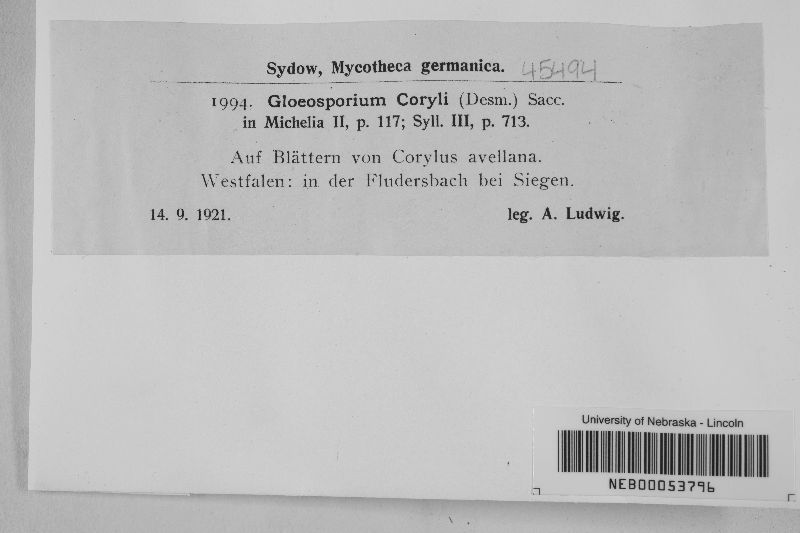 Sydow, Mycotheca germanica. 45494
1994. Gloeosporium Coryli (Desm.) Sacc.
in Michelia II, p. 117; Syll. III, p. 713.
Auf Blättern von Corylus avellana.
Westfalen: in der Fludersbach bei Siegen.
14. 9. 1921. leg. A. Ludwig.
University of Nebraska - Lincoln
NEB00053796